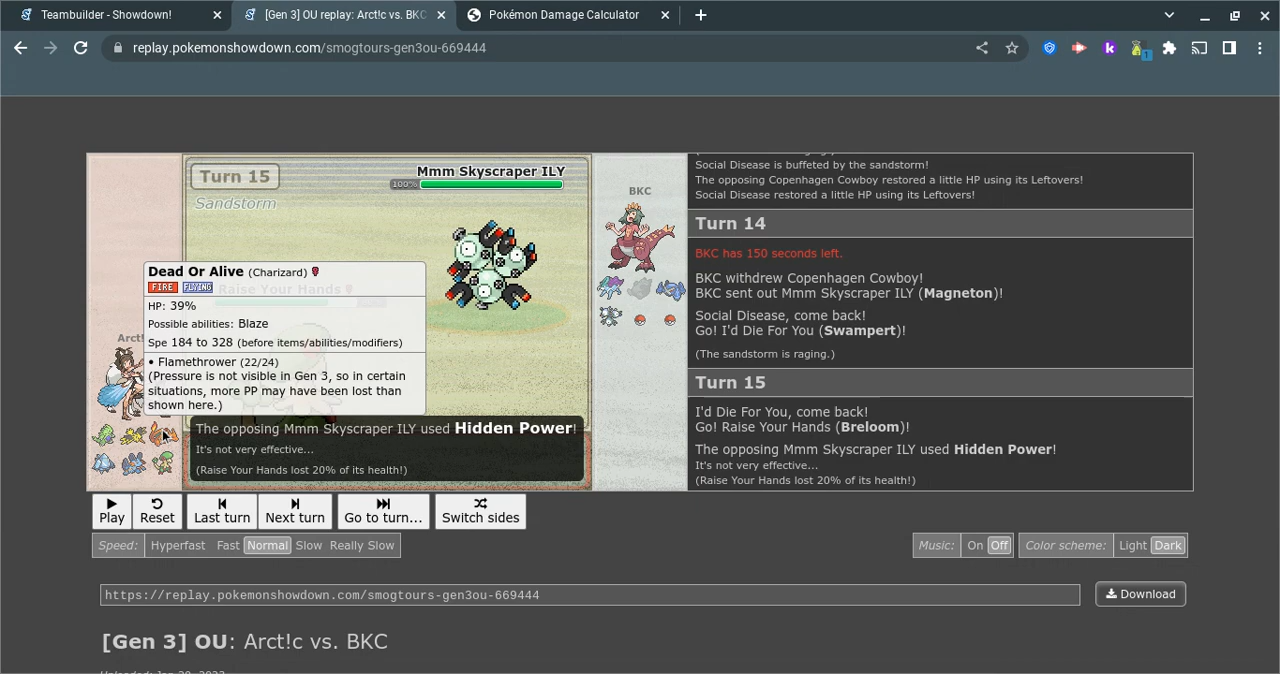 Teambuilder - Showdown!
[Gen 3] OU replay: Arct!c vs. BKC
Pokémon Damage Calculator
replay.pokemonshowdown.com/smogtours-gen3ou-669444
1
Turn 15
Sandstorm
Mmm Skyscraper ILY
100%
BKC
Dead Or Alive (Charizard)
FIRE FLYING
Raise Your Hands
HP: 39%
Possible abilities: Blaze
Spe 184 to 328 (before items/abilities/modifiers)
• Flamethrower (22/24)
(Pressure is not visible in Gen 3, so in certain
situations, more PP may have been lost than
shown here.)
Arct!
The opposing Mmm Skyscraper ILY used Hidden Power!
It's not very effective...
(Raise Your Hands lost 20% of its health!)
Social Disease is buffeted by the sandstorm!
The opposing Copenhagen Cowboy restored a little HP using its Leftovers!
Social Disease restored a little HP using its Leftovers!
Turn 14
BKC has 150 seconds left.
BKC withdrew Copenhagen Cowboy!
BKC sent out Mmm Skyscraper ILY (Magneton)!
Social Disease, come back!
Go! I'd Die For You (Swampert)!
(The sandstorm is raging.)
Turn 15
I'd Die For You, come back!
Go! Raise Your Hands (Breloom)!
The opposing Mmm Skyscraper ILY used Hidden Power!
It's not very effective...
(Raise Your Hands lost 20% of its health!)
Play
Reset
Last turn
Next turn
Go to turn...
Switch sides
Speed: Hyperfast Fast Normal Slow Really Slow
Music: On Off
Color scheme: Light Dark
https://replay.pokemonshowdown.com/smogtours-gen3ou-669444
Download
[Gen 3] OU: Arct!c vs. BKC